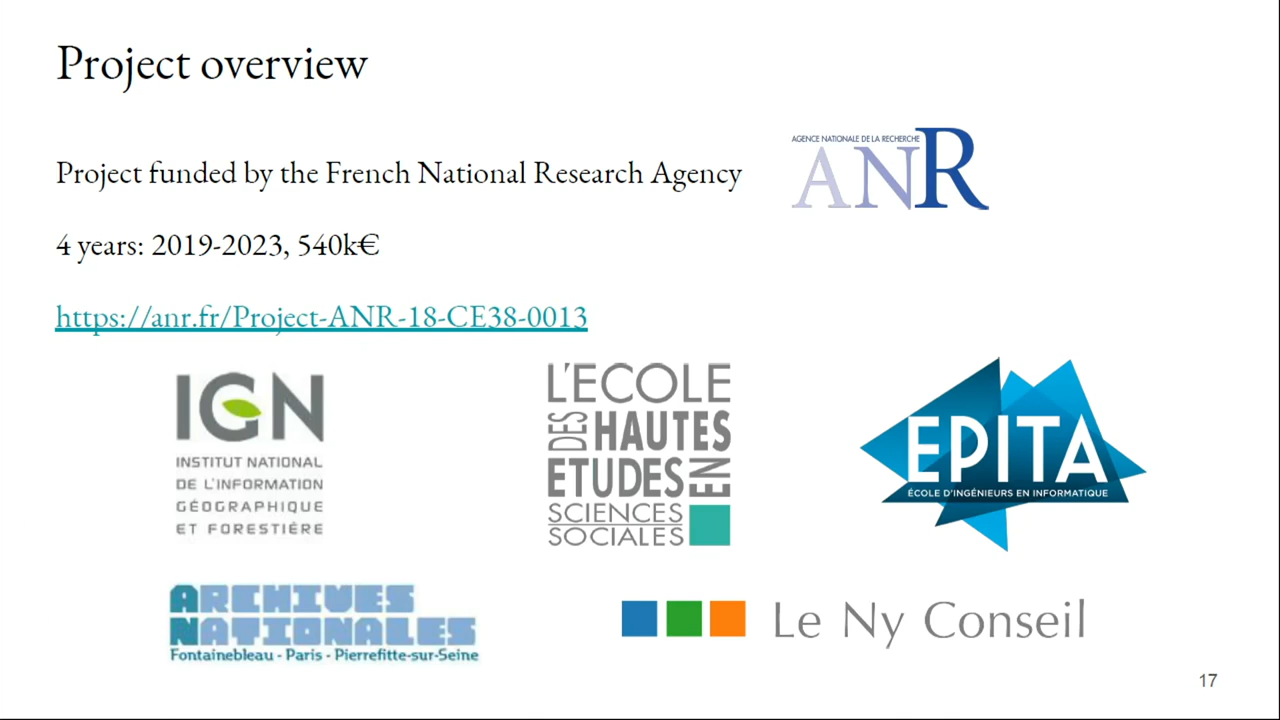 Project overview
AGENCE NATIONALE DE LA RECHERCHE
ANR
Project funded by the French National Research Agency
4 years: 2019-2023, 540k€
https://anr.fr/Project-ANR-18-CE38-0013
IGN
INSTITUT NATIONAL
DE L'INFORMATION
GÉOGRAPHIQUE
ET FORESTIÈRE
L'ECOLE
DES HAUTES
ETUDES EN
SCIENCES
SOCIALES
EPITA
ÉCOLE D'INGÉNIEURS EN INFORMATIQUE
ARCHIVES
NATIONALES
Fontainebleau - Paris - Pierrefitte-sur-Seine
Le Ny Conseil
17